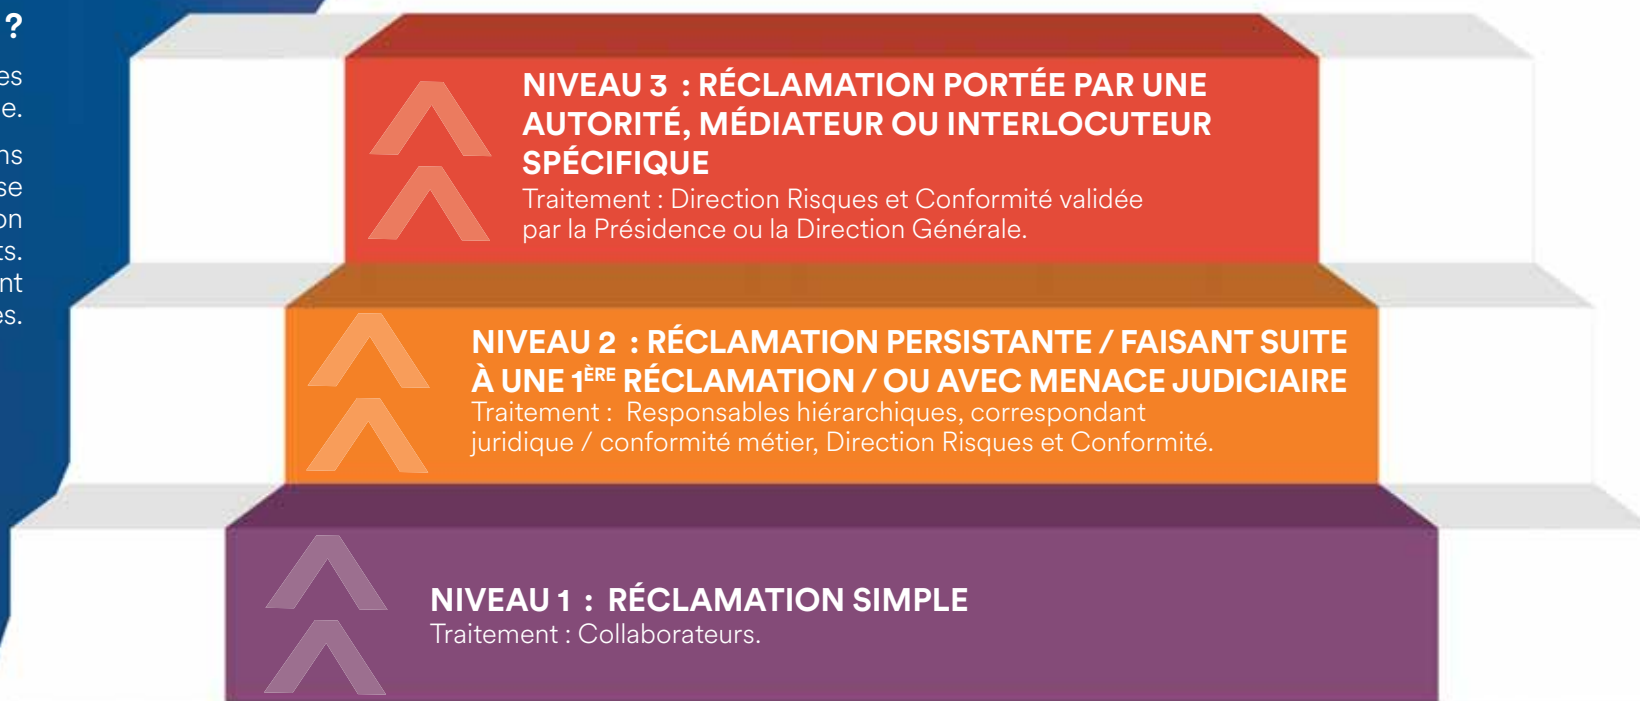 ?
es
e.
ns
se
on
ts.
nt
es.
NIVEAU 3 : RÉCLAMATION PORTÉE PAR UNE
AUTORITÉ, MÉDIATEUR OU INTERLOCUTEUR
SPÉCIFIQUE
Traitement : Direction Risques et Conformité validée
par la Présidence ou la Direction Générale.
NIVEAU 2 : RÉCLAMATION PERSISTANTE / FAISANT SUITE
À UNE 1ÈRE RÉCLAMATION / OU AVEC MENACE JUDICIAIRE
Traitement : Responsables hiérarchiques, correspondant
juridique / conformité métier, Direction Risques et Conformité.
NIVEAU 1 : RÉCLAMATION SIMPLE
Traitement : Collaborateurs.